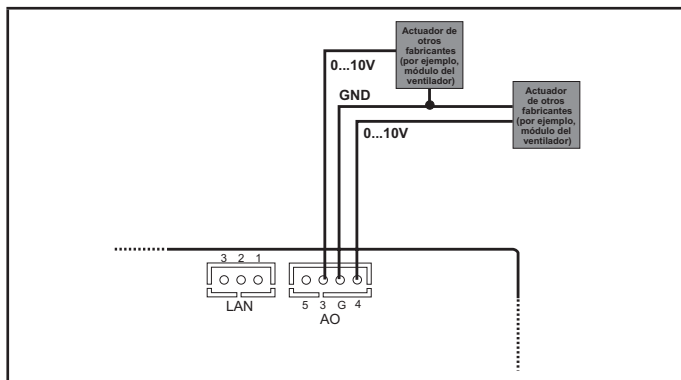 Actuador de
otros
fabricantes
(por ejemplo,
módulo del
ventilador)
0...10V
GND
Actuador
de otros
fabricantes
(por ejemplo,
módulo del
ventilador)
0...10V
3 2 1
LAN
5 3 G 4
AO